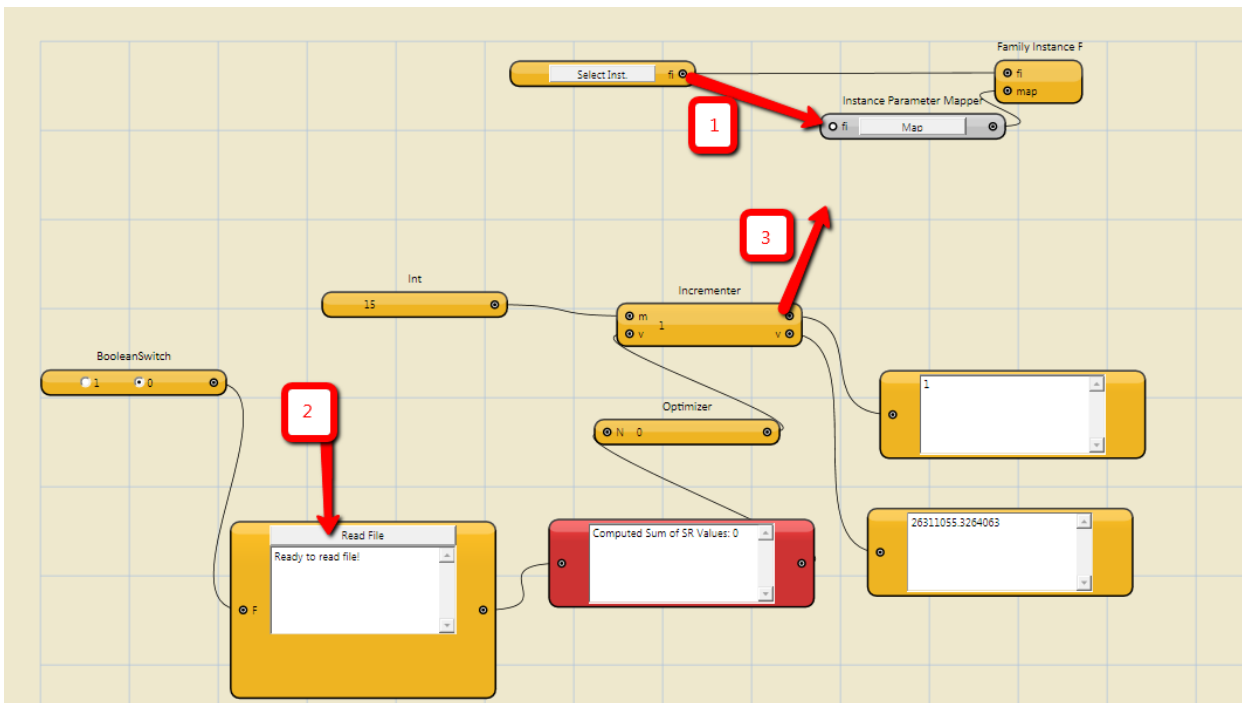 Family Instance F
Select Inst.
fi
fi
map
1
Instance Parameter Mapper
fi
Map
3
Int
15
Incrementer
m
1
v
v
BooleanSwitch
1
0
2
Optimizer
N 0
1
Read File
Ready to read file!
F
Computed Sum of SR Values: 0
26311055.3264063